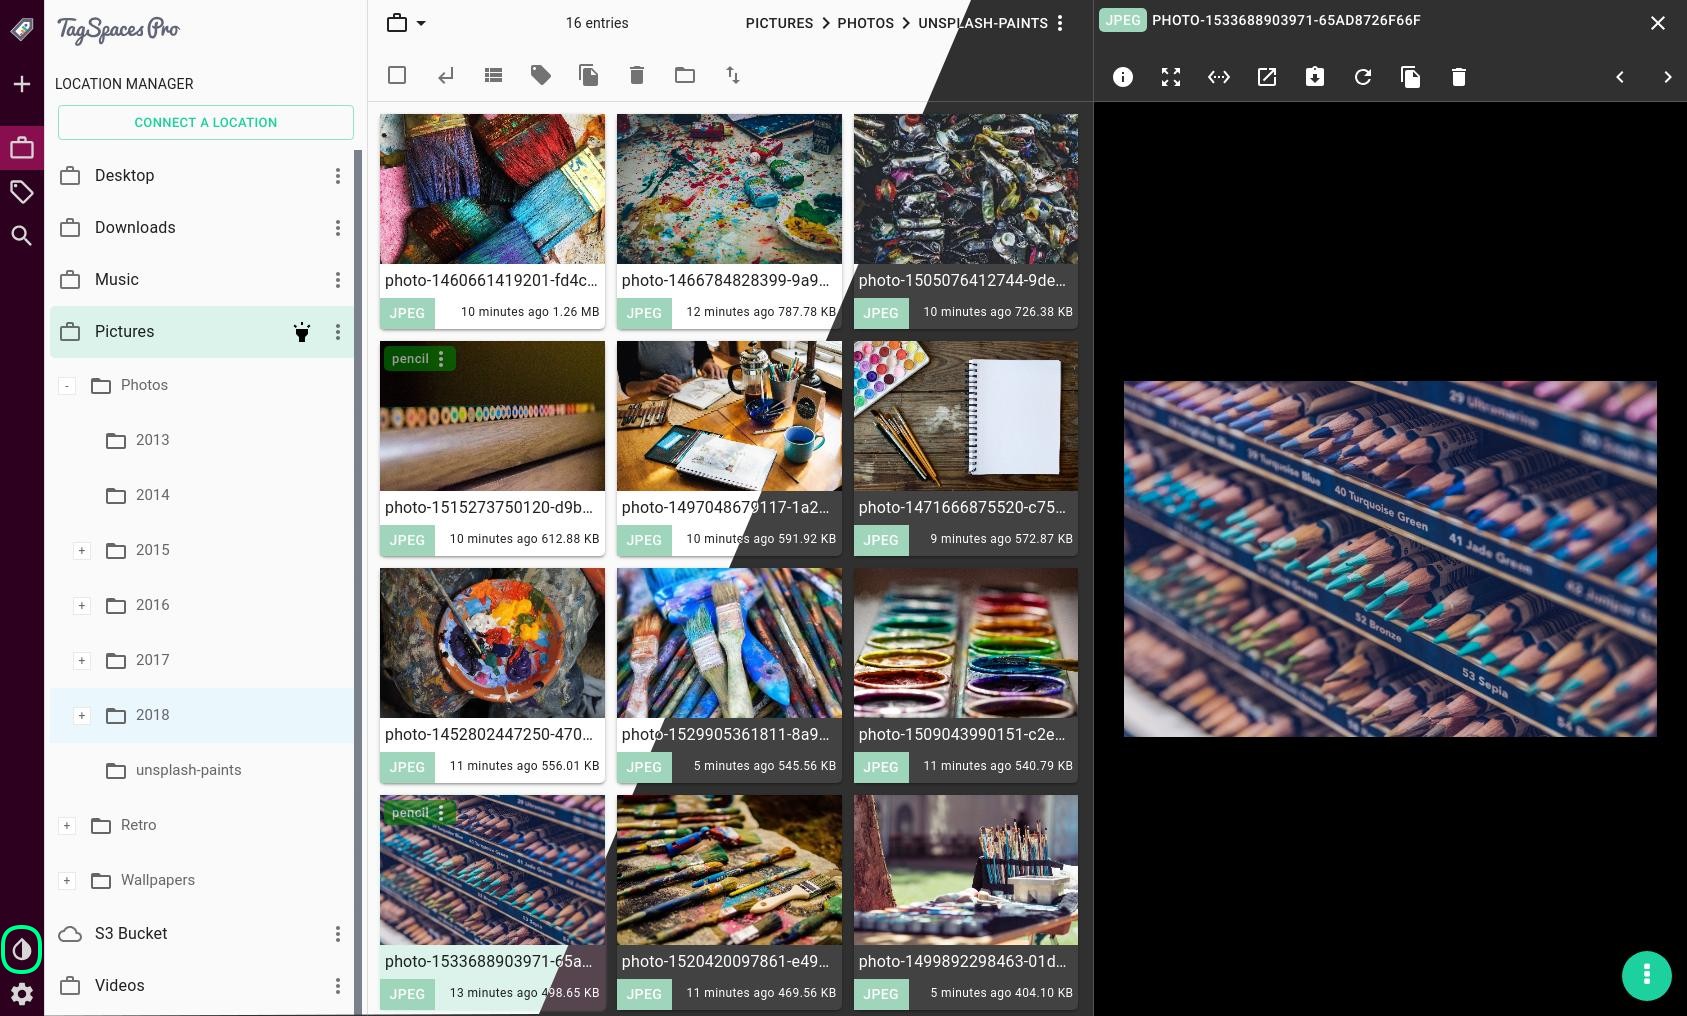 TagSpaces Pro
LOCATION MANAGER
CONNECT A LOCATION
Desktop
Downloads
Music
Pictures
Photos
2013
2014
2015
2016
2017
2018
unsplash-paints
Retro
Wallpapers
S3 Bucket
Videos
16 entries
PICTURES > PHOTOS > UNSPLASH-PAINTS
photo-1460661419201-fd4c...
JPEG 10 minutes ago 1.26 MB
photo-1466784828399-9a9...
JPEG 12 minutes ago 787.78 KB
photo-1505076412744-9de...
JPEG 10 minutes ago 726.38 KB
pencil
photo-1515273750120-d9b...
JPEG 10 minutes ago 612.88 KB
photo-1497048679117-1a2...
JPEG 10 minutes ago 591.92 KB
photo-1471666875520-c75...
JPEG 9 minutes ago 572.87 KB
photo-1452802447250-470...
JPEG 11 minutes ago 556.01 KB
photo-1529905361811-8a9...
JPEG 5 minutes ago 545.56 KB
photo-1509043990151-c2e...
JPEG 11 minutes ago 540.79 KB
pencil
photo-1533688903971-65a...
JPEG 13 minutes ago 498.65 KB
photo-1520420097861-e49...
JPEG 11 minutes ago 469.56 KB
photo-1499892298463-01d...
JPEG 5 minutes ago 404.10 KB
JPEG PHOTO-1533688903971-65AD8726F66F
29 Ultramarine
39 Turquoise Blue
40 Turquoise Green
41 Jade Green
52 Bronze
53 Sepia